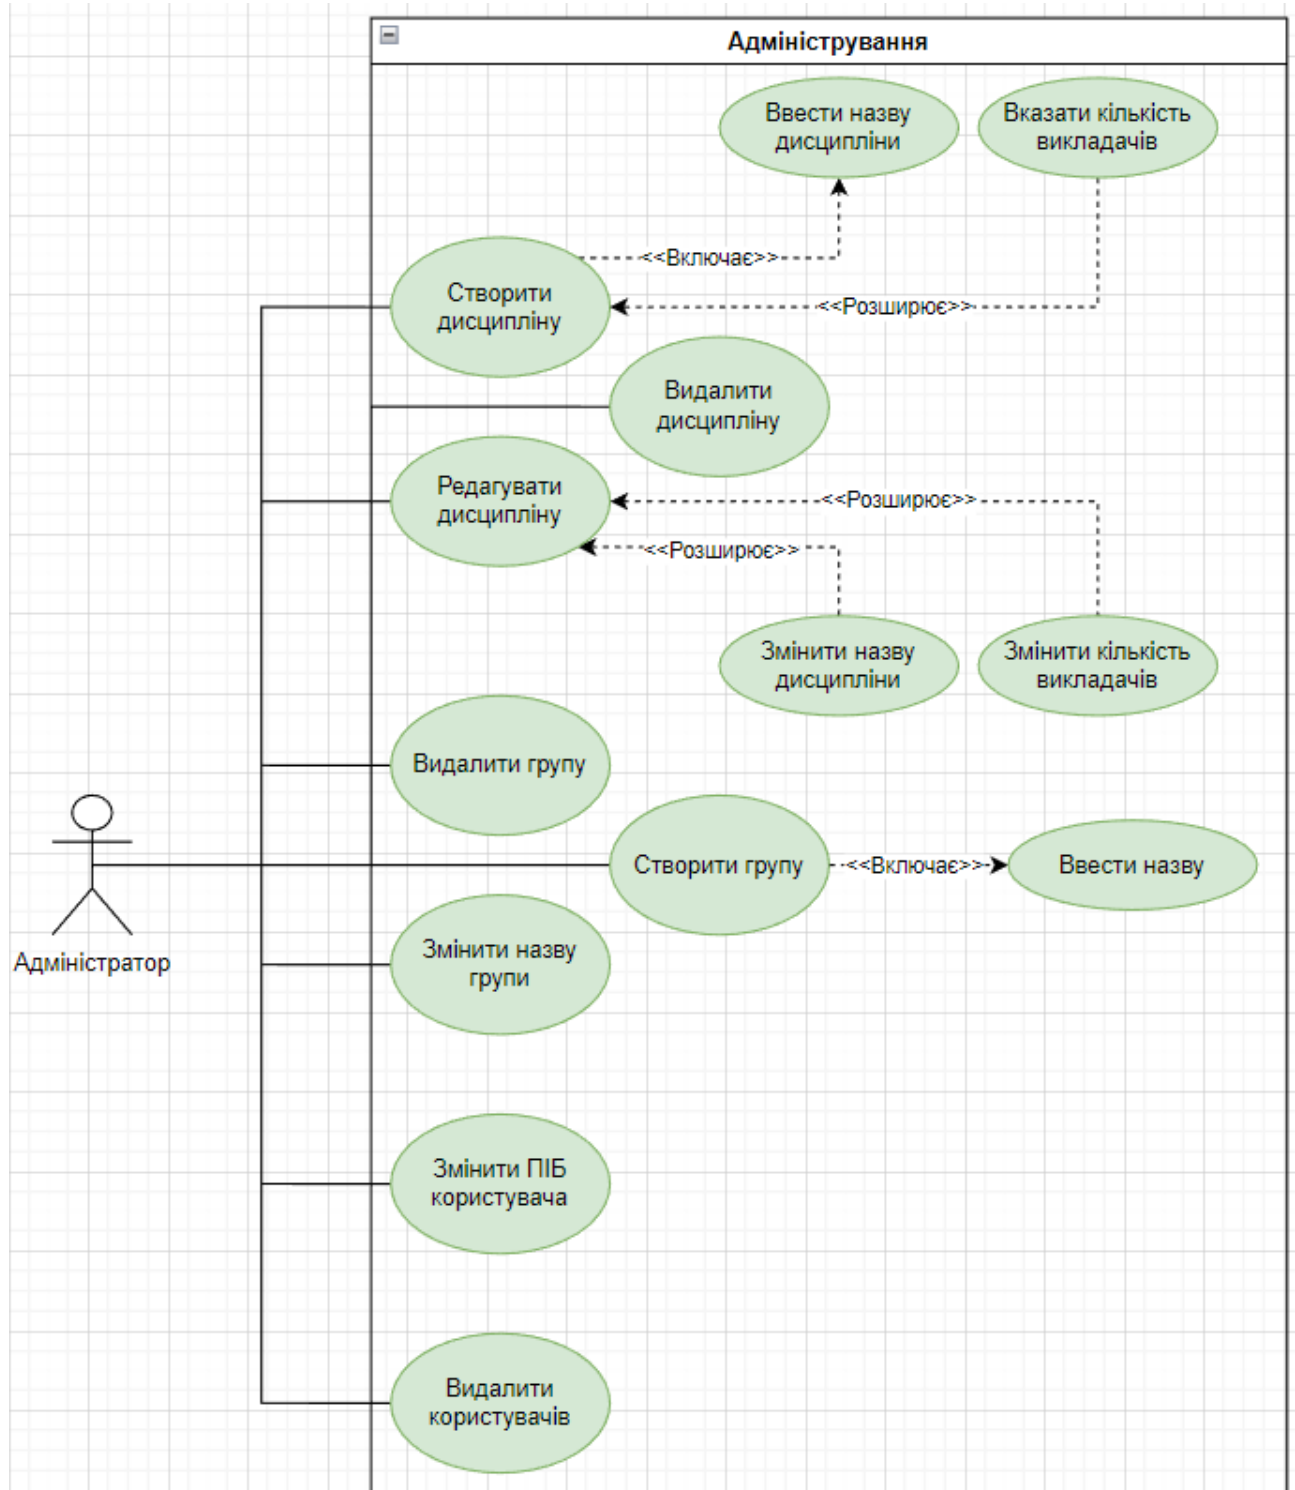 Адміністрування
Ввести назву
дисципліни
Вказати кількість
викладачів
<<Включає>>
Створити
дисципліну
<<Розширює>>
Видалити
дисципліну
Редагувати
дисципліну
<<Розширює>>
<<Розширює>>
Змінити назву
дисципліни
Змінити кількість
викладачів
Видалити групу
Створити групу
<<Включає>>
Ввести назву
Адміністратор
Змінити назву
групи
Змінити ПІБ
користувача
Видалити
користувачів